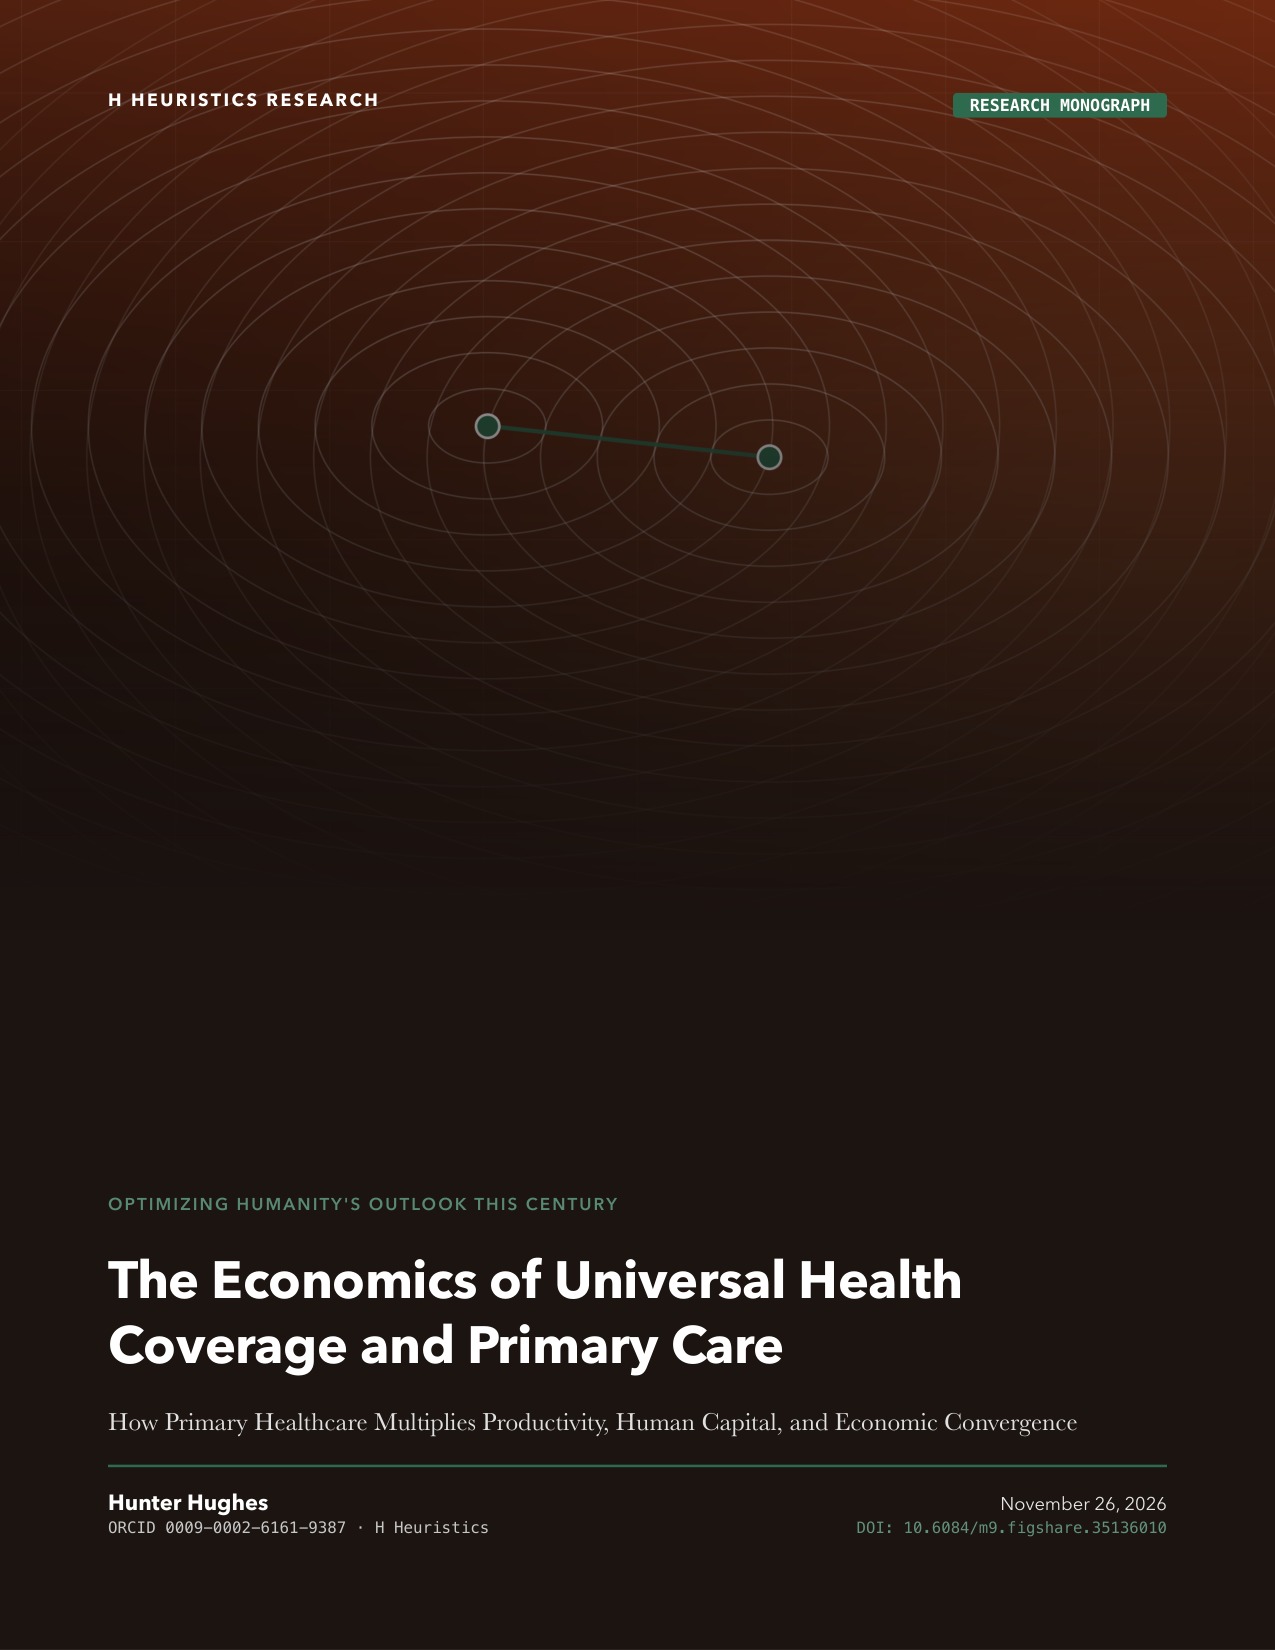 H HEURISTICS RESEARCH
RESEARCH MONOGRAPH
OPTIMIZING HUMANITY'S OUTLOOK THIS CENTURY
The Economics of Universal Health
Coverage and Primary Care
How Primary Healthcare Multiplies Productivity, Human Capital, and Economic Convergence
Hunter Hughes
November 26, 2026
ORCID 0009-0002-6161-9387 · H Heuristics
DOI: 10.6084/m9.figshare.35136010